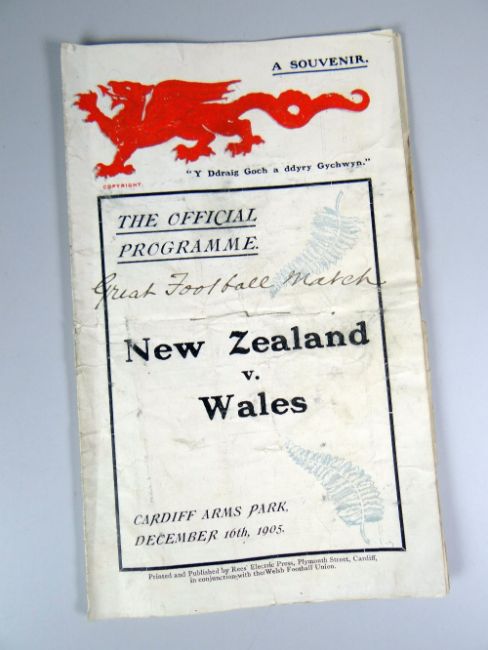 A SOUVENIR.
"Y Ddraig Goch a ddyry Gychwyn."
COPYRIGHT.
THE OFFICIAL
PROGRAMME.
Great Football Match
New Zealand
v.
Wales
CARDIFF ARMS PARK,
DECEMBER 16th, 1905.
Printed and Published by Rees' Electric Press, Plymouth Street, Cardiff,
in conjunction with the Welsh Football Union.